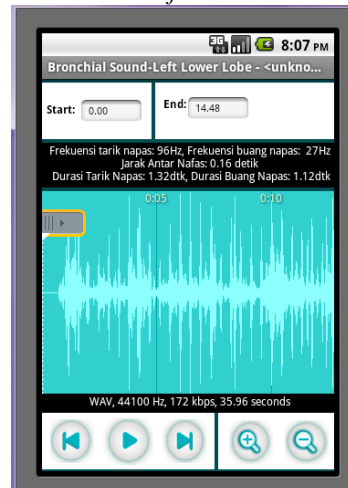 3G 8:07 PM
Bronchial Sound-Left Lower Lobe - <unkno...
Start: 0.00 End: 14.48
Frekuensi tarik napas: 96Hz, Frekuensi buang napas: 27Hz
Jarak Antar Nafas: 0.16 detik
Durasi Tarik Napas: 1.32dtk, Durasi Buang Napas: 1.12dtk
0:05 0:10
WAV, 44100 Hz, 172 kbps, 35.96 seconds